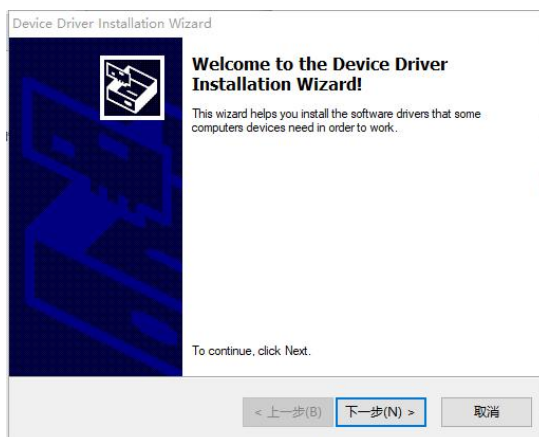 Device Driver Installation Wizard
Welcome to the Device Driver
Installation Wizard!
This wizard helps you install the software drivers that some
computers devices need in order to work.
To continue, click Next.
< 上一步(B)
下一步(N) >
取消